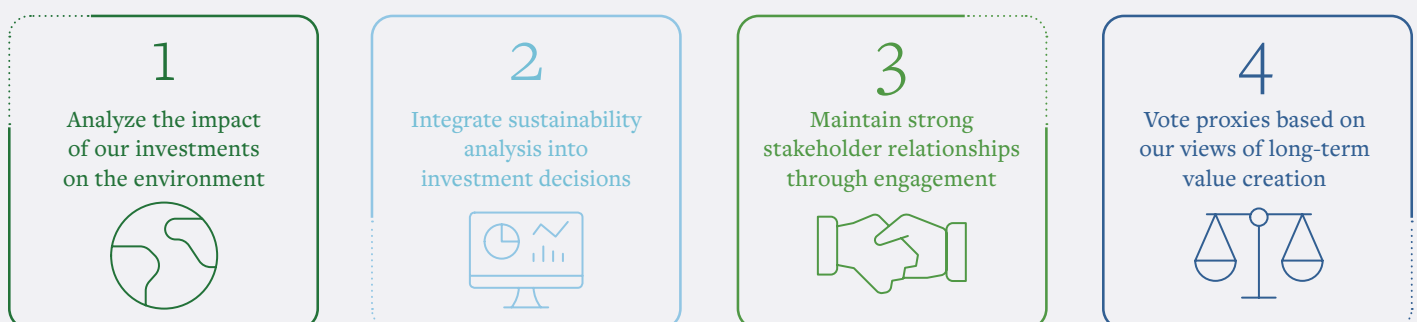 1
Analyze the impact
of our investments
on the environment
2
Integrate sustainability
analysis into
investment decisions
3
Maintain strong
stakeholder relationships
through engagement
4
Vote proxies based on
our views of long-term
value creation